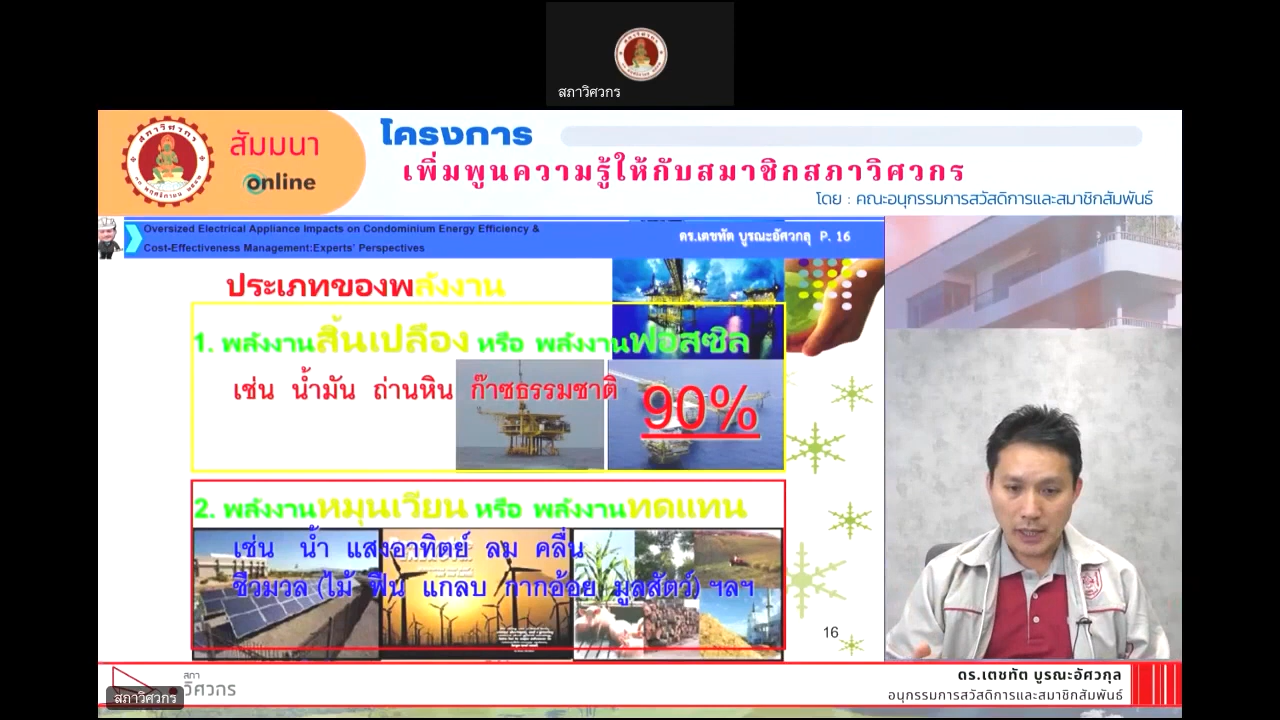 สภาวิศวกร
สัมมนา
online
โครงการ
เพิ่มพูนความรู้ให้กับสมาชิกสภาวิศวกร
โดย : คณะอนุกรรมการสวัสดิการและสมาชิกสัมพันธ์
Oversized Electrical Appliance Impacts on Condominium Energy Efficiency &
Cost-Effectiveness Management:Experts' Perspectives
ดร.เตชทัต บูรณะอัศวกลุ P. 16
ประเภทของพลังงาน
1. พลังงานสิ้นเปลือง หรือ พลังงานฟอสซิล
เช่น น้ำมัน ถ่านหิน ก๊าซธรรมชาติ
90%
2. พลังงานหมุนเวียน หรือ พลังงานทดแทน
เช่น น้ำ แสงอาทิตย์ ลม คลื่น
ชีวมวล (ไม้ ฟืน แกลบ กากอ้อย มูลสัตว์) ฯลฯ
16
สภา
วิศวกร
สภาวิศวกร
ดร.เตชทัต บูรณะอัศวกุล
อนุกรรมการสวัสดิการและสมาชิกสัมพันธ์